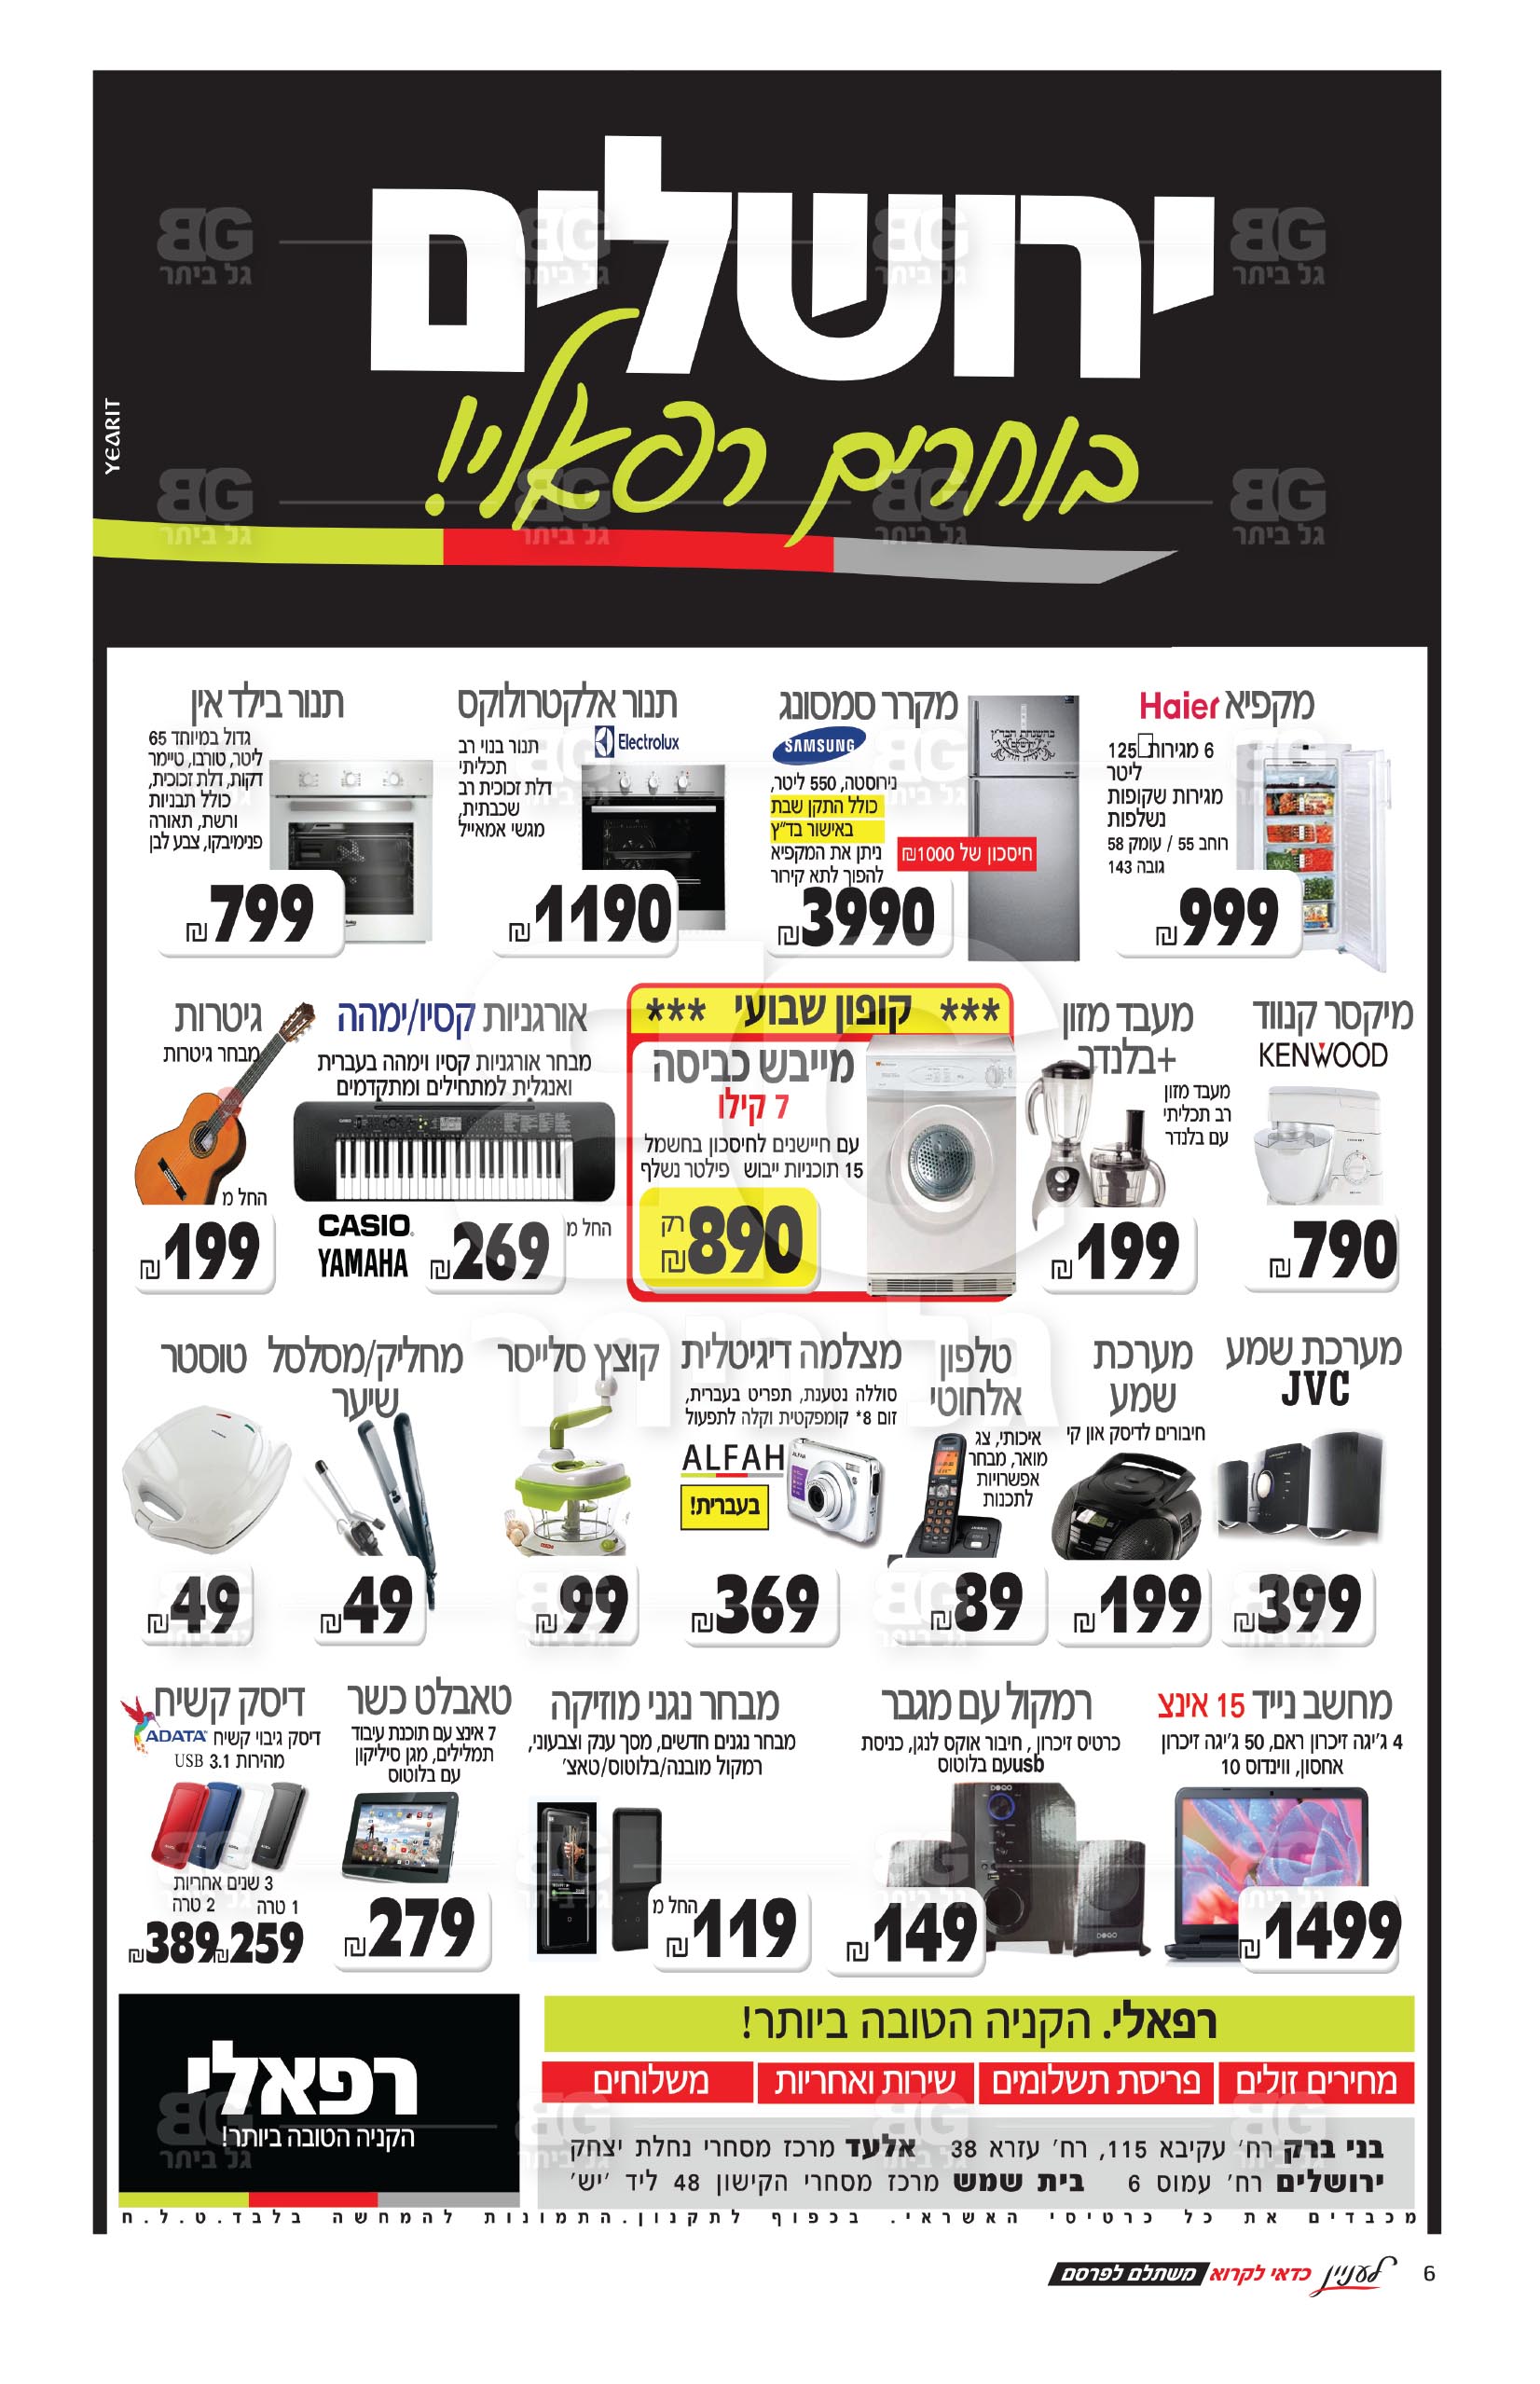 ירושלים
בוחרים רפאלי!
YEARIT
מקפיא Haier
6 מגירות 125
ליטר
מגירות שקופות
נשלפות
רוחב 55 / עומק 58
גובה 143
₪999
מקרר סמסונג
SAMSUNG
נירוסטה, 550 ליטר,
כולל התקן שבת
באישור בד״ץ
ניתן את המקפיא
להפוך לתא קירור
חיסכון של 1000₪
₪3990
תנור אלקטרולוקס
Electrolux
תנור בנוי רב
תכליתי
דלת זכוכית רב
שכבתית,
מגשי אמאייל
₪1190
תנור בילד אין
גדול במיוחד 65
ליטר, טורבו, טיימר
דקות, דלת זכוכית,
כולל תבניות
ורשת, תאורה
פנימיבקו, צבע לבן
₪799
מיקסר קנווד
KENWOOD
₪790
מעבד מזון
+בלנדר
מעבד מזון
רב תכליתי
עם בלנדר
₪199
*** קופון שבועי ***
מייבש כביסה
7 קילו
עם חיישנים לחיסכון בחשמל
15 תוכניות ייבוש פילטר נשלף
רק
₪890
אורגניות קסיו/ימהה
מבחר אורגניות קסיו וימהה בעברית
ואנגלית למתחילים ומתקדמים
CASIO
YAMAHA
החל מ
₪269
גיטרות
מבחר גיטרות
החל מ
₪199
מערכת שמע
JVC
₪399
מערכת
שמע
חיבורים לדיסק און קי
₪199
טלפון
אלחוטי
איכותי, צג
מואר, מבחר
אפשרויות
לתכנות
₪89
מצלמה דיגיטלית
סוללה נטענת, תפריט בעברית,
זום 8* קומפקטית וקלה לתפעול
ALFAH
בעברית!
₪369
קוצץ סלייסר
₪99
מחליק/מסלסל
שיער
₪49
טוסטר
₪49
מחשב נייד 15 אינצ
4 ג׳יגה זיכרון ראם, 50 ג׳יגה זיכרון
אחסון, ווינדוס 10
₪1499
רמקול עם מגבר
כרטיס זיכרון , חיבור אוקס לנגן, כניסת
usbעם בלוטוס
DOQO
DOQO
₪149
מבחר נגני מוזיקה
מבחר נגנים חדשים, מסך ענק וצבעוני,
רמקול מובנה/בלוטוס/טאצ׳
החל מ
₪119
טאבלט כשר
7 אינצ עם תוכנת עיבוד
תמלילים, מגן סיליקון
עם בלוטוס
₪279
דיסק קשיח
דיסק גיבוי קשיח ADATA
מהירות USB 3.1
3 שנים אחריות
1 טרה 2 טרה
₪259 ₪389
רפאלי. הקניה הטובה ביותר!
מחירים זולים
פריסת תשלומים
שירות ואחריות
משלוחים
בני ברק רח׳ עקיבא 115, רח׳ עזרא 38 אלעד מרכז מסחרי נחלת יצחק
ירושלים רח׳ עמוס 6 בית שמש מרכז מסחרי הקישון 48 ליד ׳יש׳
רפאלי
הקניה הטובה ביותר!
מכבדים את כל כרטיסי האשראי. בכפוף לתקנון.התמונות להמחשה בלבד.ט.ל.ח
6 לעניין כדאי לקרוא משתלם לפרסם
BG
גל ביתר